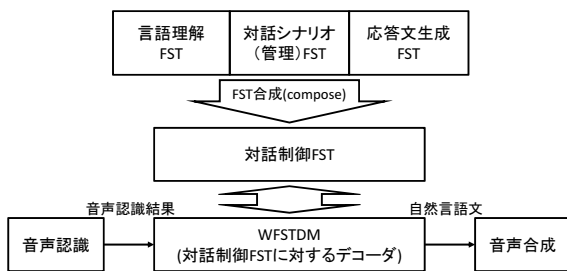 言語理解
FST
対話シナリオ
(管理)FST
応答文生成
FST
FST合成(compose)
対話制御FST
音声認識結果
自然言語文
音声認識
WFSTDM
(対話制御FSTに対するデコーダ)
音声合成